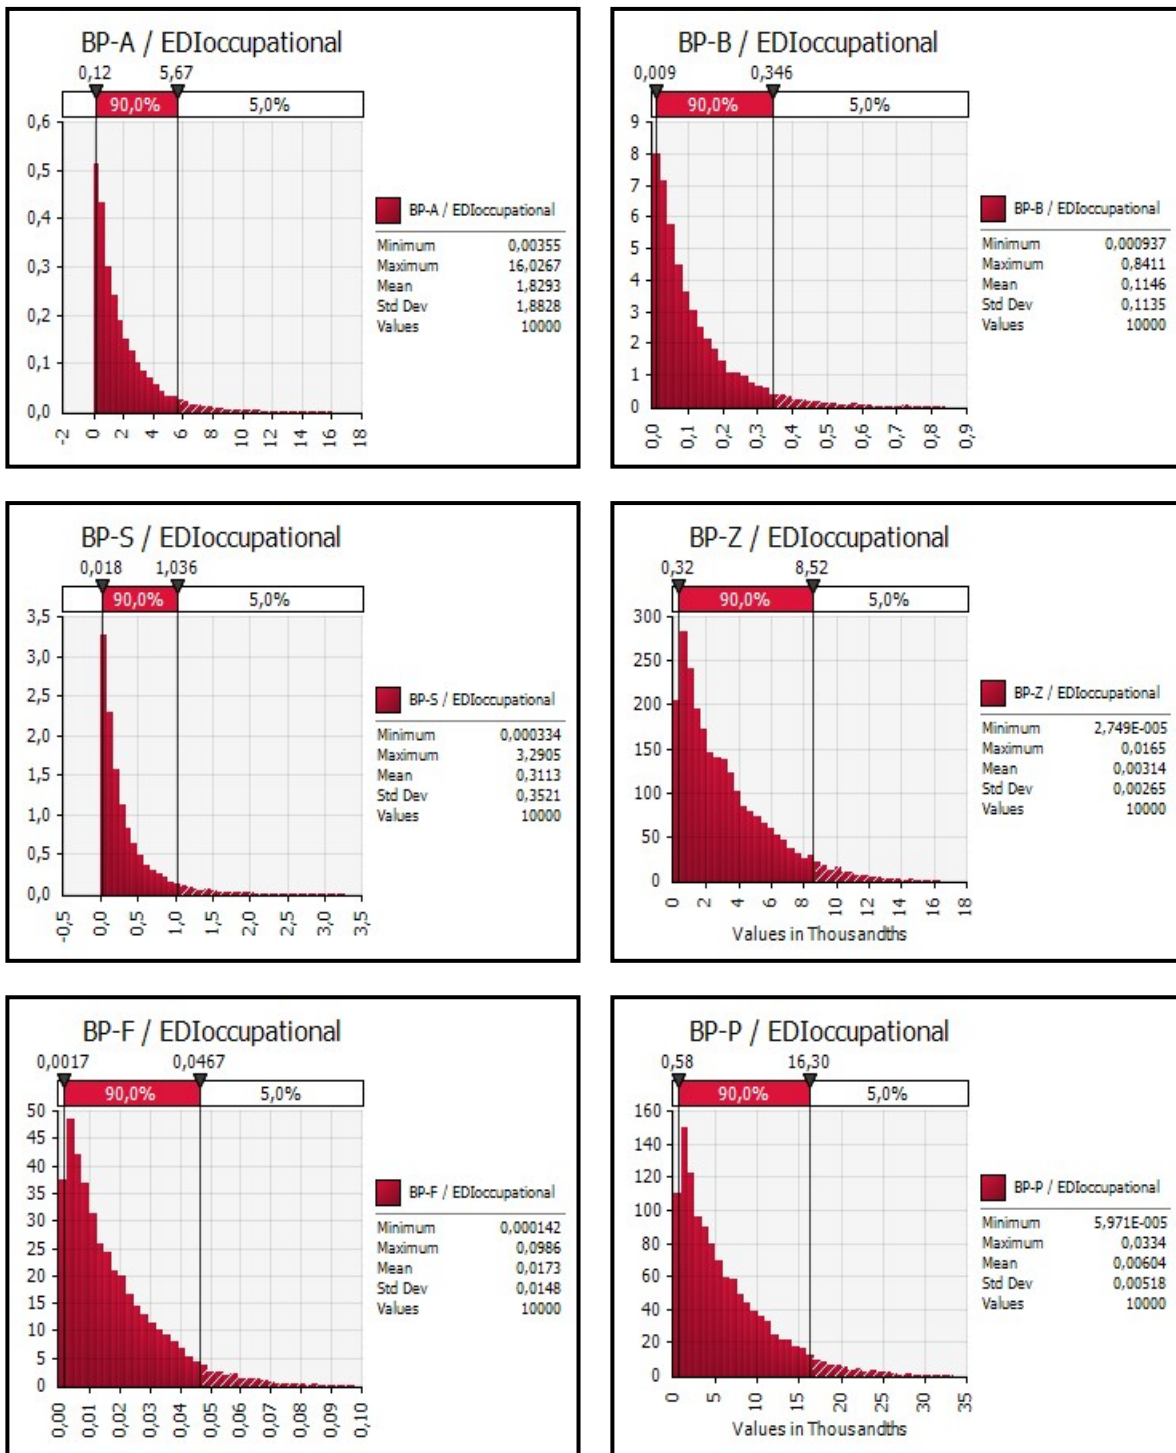 BP-A / EDIoccupational
0,12 5,67
90,0% 5,0%
0,6
0,5
0,4
0,3
0,2
0,1
0,0
-2 0 2 4 6 8 10 12 14 16 18
BP-A / EDIoccupational
Minimum 0,00355
Maximum 16,0267
Mean 1,8293
Std Dev 1,8828
Values 10000
BP-B / EDIoccupational
0,009 0,346
90,0% 5,0%
9
8
7
6
5
4
3
2
1
0
0,0 0,1 0,2 0,3 0,4 0,5 0,6 0,7 0,8 0,9
BP-B / EDIoccupational
Minimum 0,000937
Maximum 0,8411
Mean 0,1146
Std Dev 0,1135
Values 10000
BP-S / EDIoccupational
0,018 1,036
90,0% 5,0%
3,5
3,0
2,5
2,0
1,5
1,0
0,5
0,0
-0,5 0,0 0,5 1,0 1,5 2,0 2,5 3,0 3,5
BP-S / EDIoccupational
Minimum 0,000334
Maximum 3,2905
Mean 0,3113
Std Dev 0,3521
Values 10000
BP-Z / EDIoccupational
0,32 8,52
90,0% 5,0%
300
250
200
150
100
50
0
0 2 4 6 8 10 12 14 16 18
Values in Thousandths
BP-Z / EDIoccupational
Minimum 2,749E-005
Maximum 0,0165
Mean 0,00314
Std Dev 0,00265
Values 10000
BP-F / EDIoccupational
0,0017 0,0467
90,0% 5,0%
50
45
40
35
30
25
20
15
10
5
0
0,00 0,01 0,02 0,03 0,04 0,05 0,06 0,07 0,08 0,09 0,10
BP-F / EDIoccupational
Minimum 0,000142
Maximum 0,0986
Mean 0,0173
Std Dev 0,0148
Values 10000
BP-P / EDIoccupational
0,58 16,30
90,0% 5,0%
160
140
120
100
80
60
40
20
0
0 5 10 15 20 25 30 35
Values in Thousandths
BP-P / EDIoccupational
Minimum 5,971E-005
Maximum 0,0334
Mean 0,00604
Std Dev 0,00518
Values 10000